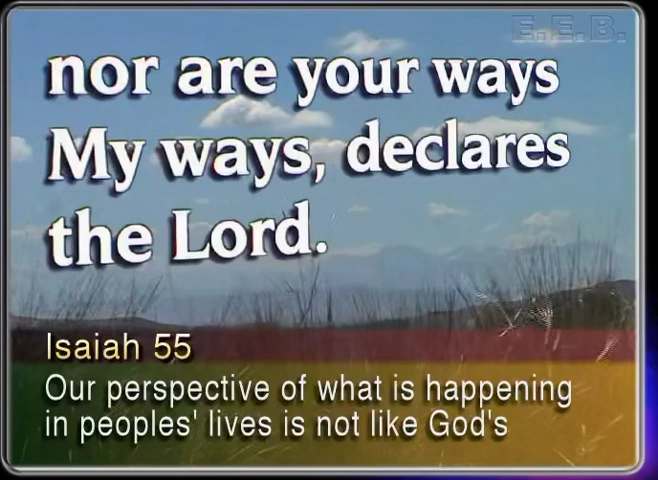 E.E.B.
nor are your ways
My ways, declares
the Lord.
Isaiah 55
Our perspective of what is happening
in peoples' lives is not like God's